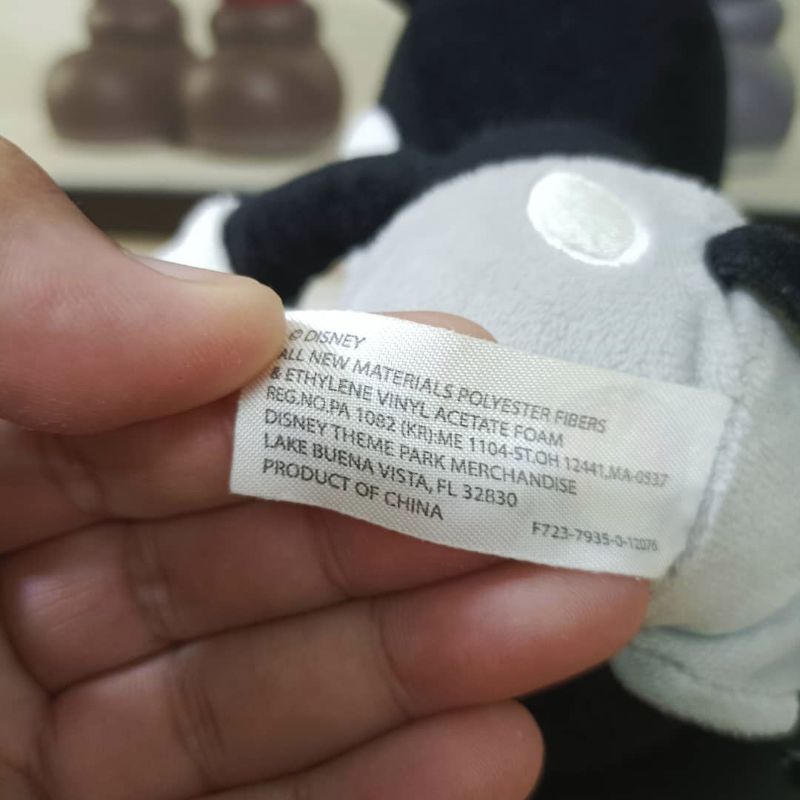 © DISNEY
ALL NEW MATERIALS POLYESTER FIBERS
& ETHYLENE VINYL ACETATE FOAM
REG.NO.PA 1082 (KR):ME 1104-ST.OH 12441,MA-0537
DISNEY THEME PARK MERCHANDISE
LAKE BUENA VISTA, FL 32830
PRODUCT OF CHINA
F723-7935-0-12076